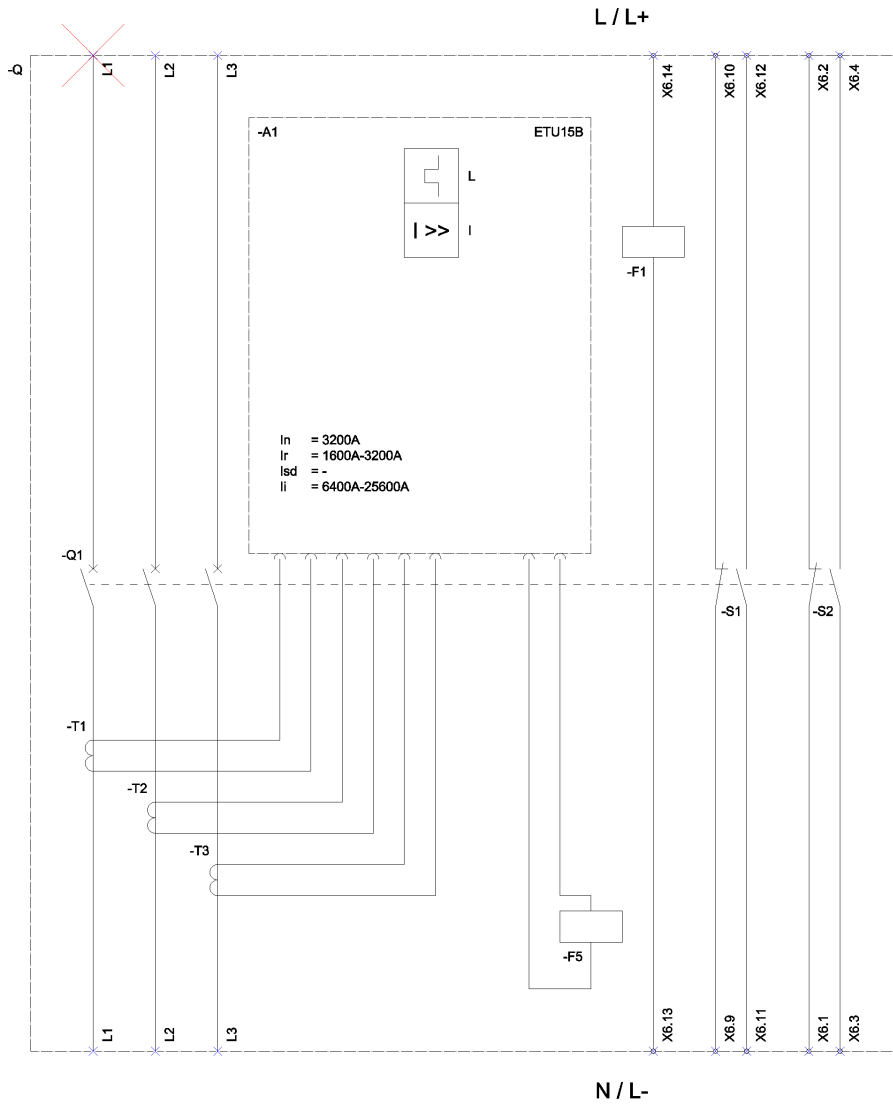 L / L+
-Q
L1
L2
L3
X6.14
X6.10
X6.12
X6.2
X6.4
-A1
ETU15B
L
I >>
I
-F1
In = 3200A
Ir = 1600A-3200A
Isd = -
Ii = 6400A-25600A
-Q1
-S1
-S2
-T1
-T2
-T3
-F5
L1
L2
L3
X6.13
X6.9
X6.11
X6.1
X6.3
N / L-